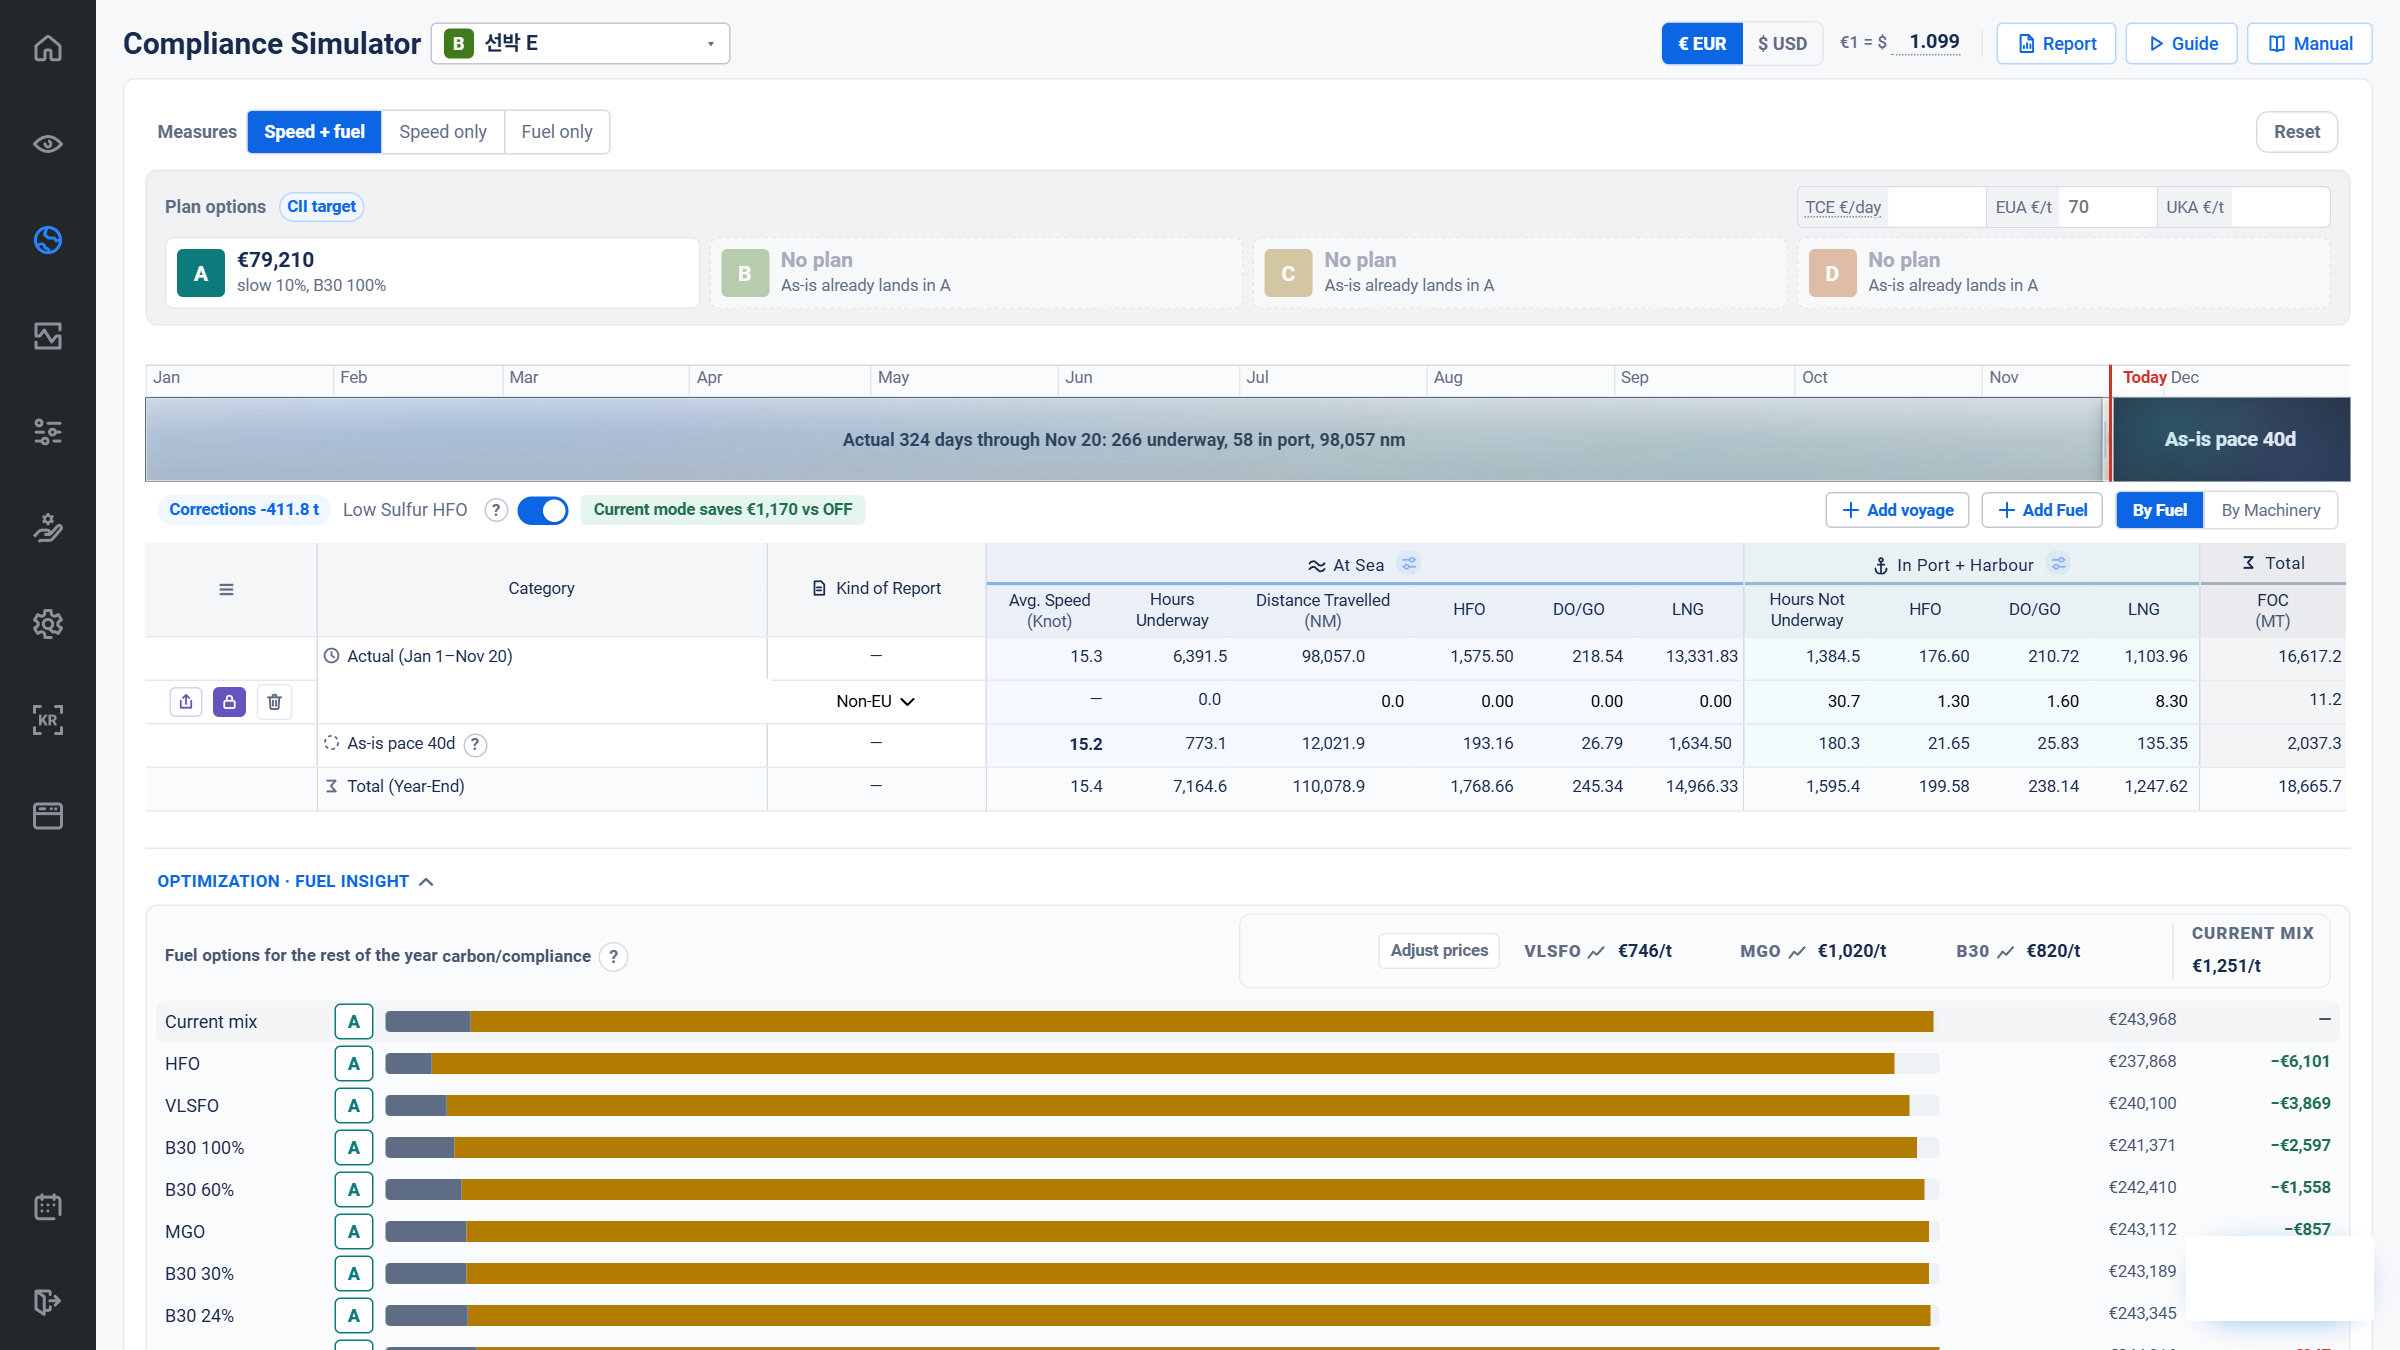 Compliance Simulator
B 선박 E
€ EUR
$ USD
€1 = $ 1.099
Report
Guide
Manual
Measures
Speed + fuel
Speed only
Fuel only
Reset
Plan options
CII target
TCE €/day
EUA €/t 70
UKA €/t
A
€79,210
slow 10%, B30 100%
B
No plan
As-is already lands in A
C
No plan
As-is already lands in A
D
No plan
As-is already lands in A
Jan Feb Mar Apr May Jun Jul Aug Sep Oct Nov Today Dec
Actual 324 days through Nov 20: 266 underway, 58 in port, 98,057 nm
As-is pace 40d
Corrections -411.8 t
Low Sulfur HFO ?
Current mode saves €1,170 vs OFF
+ Add voyage
+ Add Fuel
By Fuel
By Machinery
Category
Kind of Report
At Sea
In Port + Harbour
Σ Total
Avg. Speed (Knot)
Hours Underway
Distance Travelled (NM)
HFO DO/GO LNG
Hours Not Underway
HFO DO/GO LNG
FOC (MT)
Actual (Jan 1–Nov 20) — 15.3 6,391.5 98,057.0 1,575.50 218.54 13,331.83 1,384.5 176.60 210.72 1,103.96 16,617.2
Non-EU — 0.0 0.0 0.00 0.00 0.00 30.7 1.30 1.60 8.30 11.2
As-is pace 40d ? — 15.2 773.1 12,021.9 193.16 26.79 1,634.50 180.3 21.65 25.83 135.35 2,037.3
Σ Total (Year-End) — 15.4 7,164.6 110,078.9 1,768.66 245.34 14,966.33 1,595.4 199.58 238.14 1,247.62 18,665.7
OPTIMIZATION · FUEL INSIGHT
Fuel options for the rest of the year carbon/compliance ?
Adjust prices
VLSFO €746/t
MGO €1,020/t
B30 €820/t
CURRENT MIX
€1,251/t
Current mix A €243,968 –
HFO A €237,868 −€6,101
VLSFO A €240,100 −€3,869
B30 100% A €241,371 −€2,597
B30 60% A €242,410 −€1,558
MGO A €243,112 −€857
B30 30% A €243,189
B30 24% A €243,345
KR